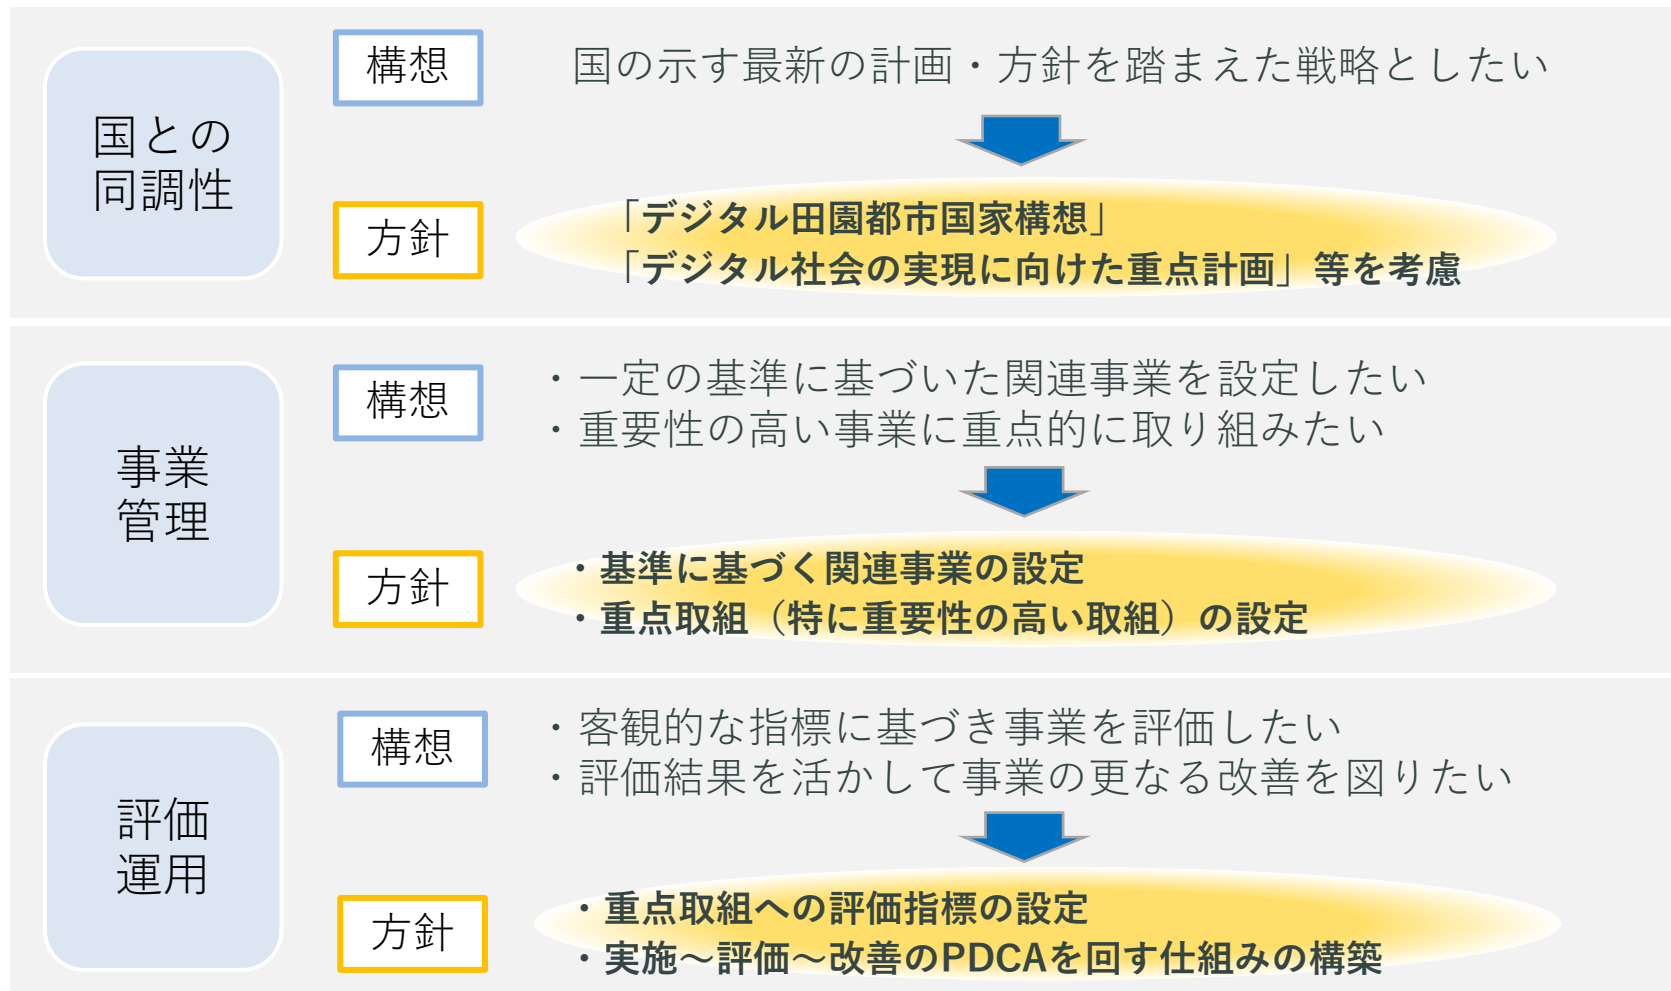 国との
同調性
構想
国の示す最新の計画・方針を踏まえた戦略としたい
方針
「デジタル田園都市国家構想」
「デジタル社会の実現に向けた重点計画」等を考慮
事業
管理
構想
・一定の基準に基づいた関連事業を設定したい
・重要性の高い事業に重点的に取り組みたい
方針
・基準に基づく関連事業の設定
・重点取組（特に重要性の高い取組）の設定
評価
運用
構想
・客観的な指標に基づき事業を評価したい
・評価結果を活かして事業の更なる改善を図りたい
方針
・重点取組への評価指標の設定
・実施～評価～改善のPDCAを回す仕組みの構築